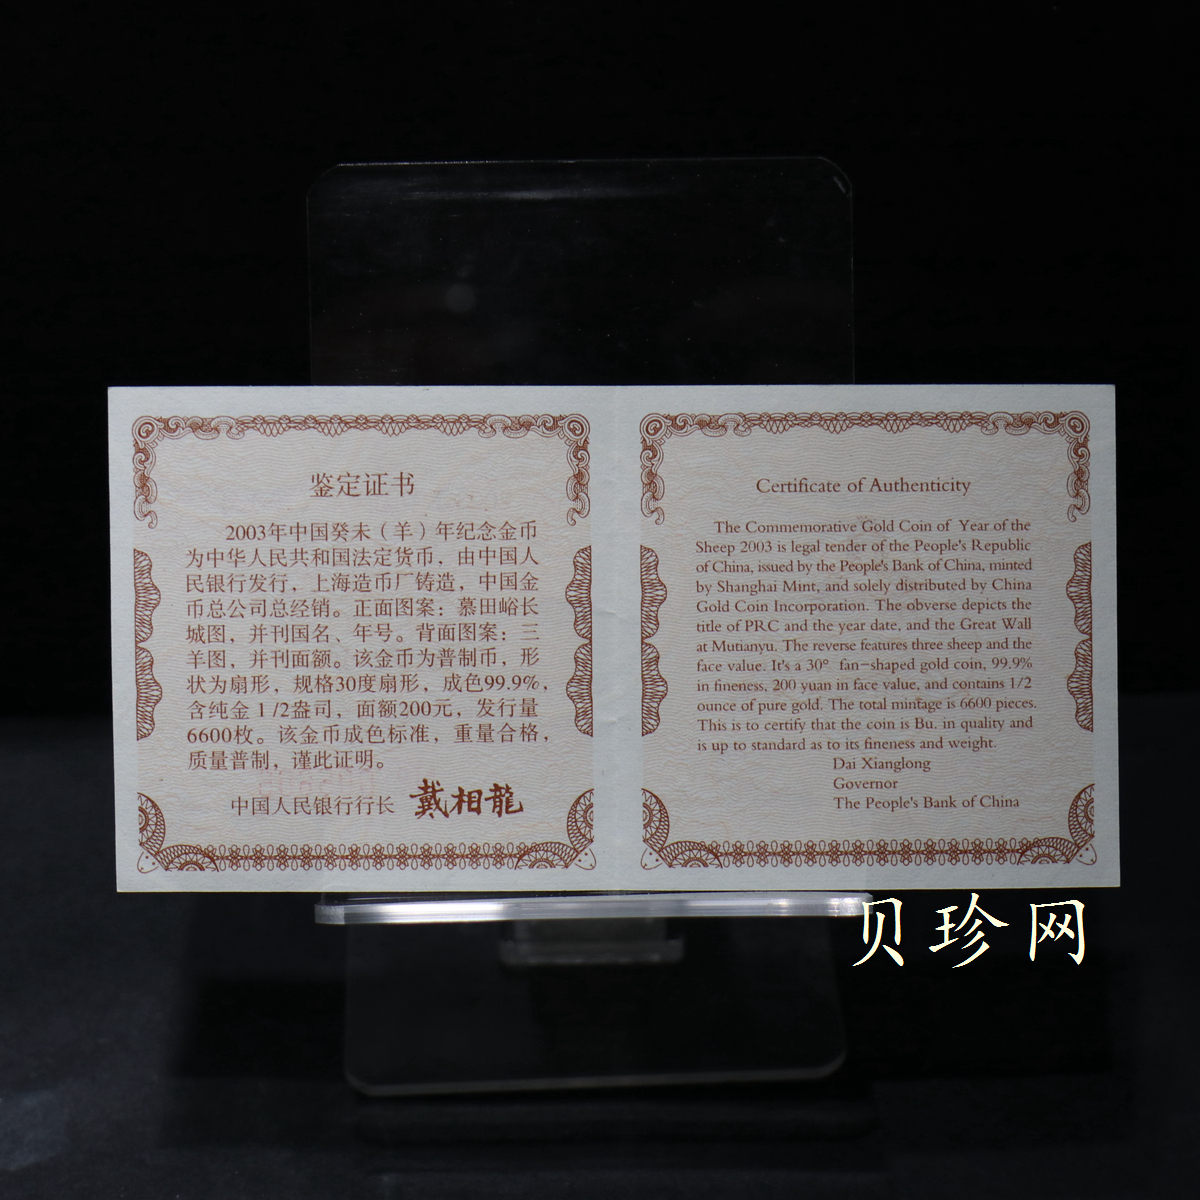 鉴定证书
2003年中国癸未（羊）年纪念金币
为中华人民共和国法定货币，由中国人
民银行发行，上海造币厂铸造，中国金
币总公司总经销。正面图案：慕田峪长
城图，并刊国名、年号。背面图案：三
羊图，并刊面额。该金币为普制币，形
状为扇形，规格30度扇形，成色99.9%，
含纯金 1/2盎司，面额200元，发行量
6600枚。该金币成色标准，重量合格，
质量普制，谨此证明。
中国人民银行行长 戴相龍
Certificate of Authenticity
The Commemorative Gold Coin of Year of the
Sheep 2003 is legal tender of the People's Republic
of China, issued by the People's Bank of China, minted
by Shanghai Mint, and solely distributed by China
Gold Coin Incorporation. The obverse depicts the
title of PRC and the year date, and the Great Wall
at Mutianyu. The reverse features three sheep and the
face value. It's a 30° fan-shaped gold coin, 99.9%
in fineness, 200 yuan in face value, and contains 1/2
ounce of pure gold. The total mintage is 6600 pieces.
This is to certify that the coin is Bu. in quality and
is up to standard as to its fineness and weight.
Dai Xianglong
Governor
The People's Bank of China
贝珍网